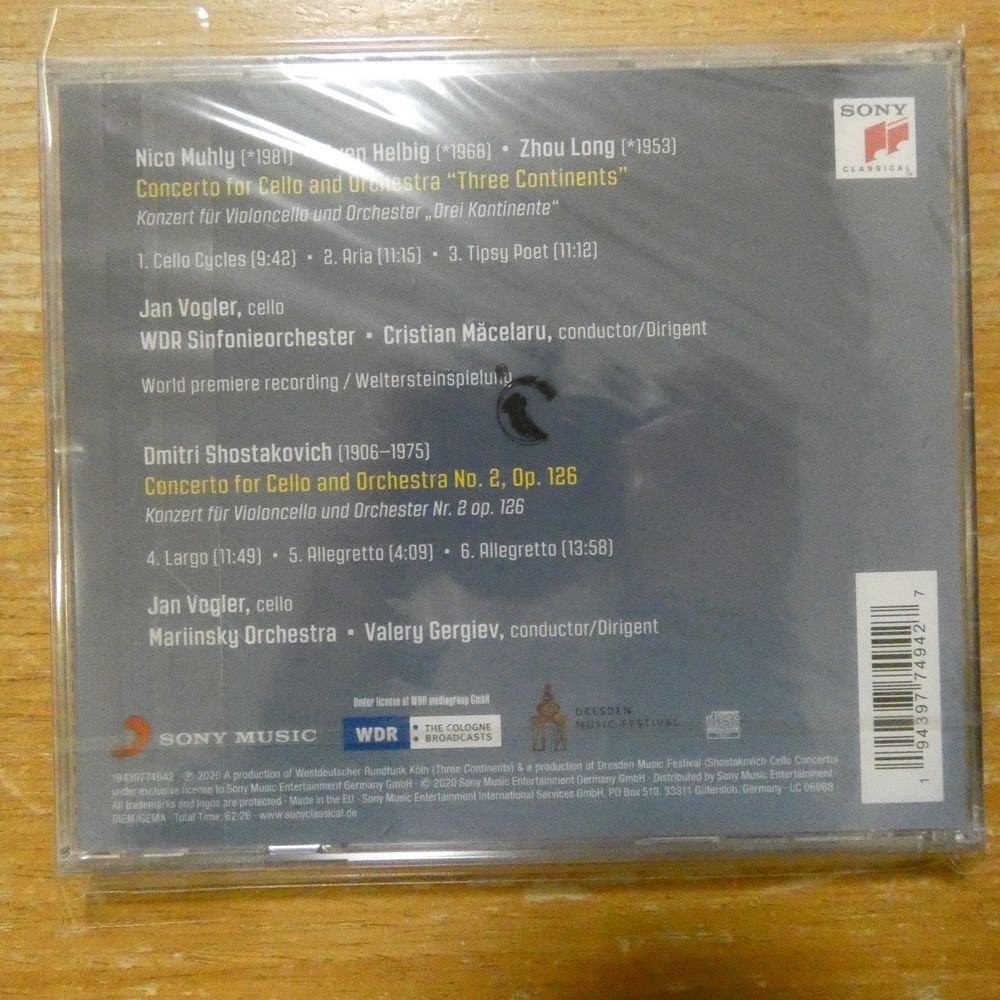 SONY
CLASSICAL
Nico Muhly (*1981) · Sven Helbig (*1968) · Zhou Long (*1953)
Concerto for Cello and Orchestra “Three Continents”
Konzert für Violoncello und Orchester „Drei Kontinente“
1. Cello Cycles (9:42) · 2. Aria (11:15) · 3. Tipsy Poet (11:12)
Jan Vogler, cello
WDR Sinfonieorchester · Cristian Măcelaru, conductor/Dirigent
World premiere recording / Weltersteinspielung
Dmitri Shostakovich (1906–1975)
Concerto for Cello and Orchestra No. 2, Op. 126
Konzert für Violoncello und Orchester Nr. 2 op. 126
4. Largo (11:49) · 5. Allegretto (4:09) · 6. Allegretto (13:58)
Jan Vogler, cello
Mariinsky Orchestra · Valery Gergiev, conductor/Dirigent
1 94397 74942 7
Under license of WDR mediagroup GmbH
SONY MUSIC
WDR THE COLOGNE
BROADCASTS
DRESDEN
MUSIC FESTIVAL
19439774942 · ℗ 2020 A production of Westdeutscher Rundfunk Köln (Three Continents) & a production of Dresden Music Festival (Shostakovich Cello Concerto)
under exclusive license to Sony Music Entertainment Germany GmbH · © 2020 Sony Music Entertainment Germany GmbH · Distributed by Sony Music Entertainment ·
All trademarks and logos are protected · Made in the EU · Sony Music Entertainment International Services GmbH, PO Box 510, 33311 Gütersloh, Germany · LC 06868
BIEM/GEMA · Total Time: 62:26 · www.sonyclassical.de